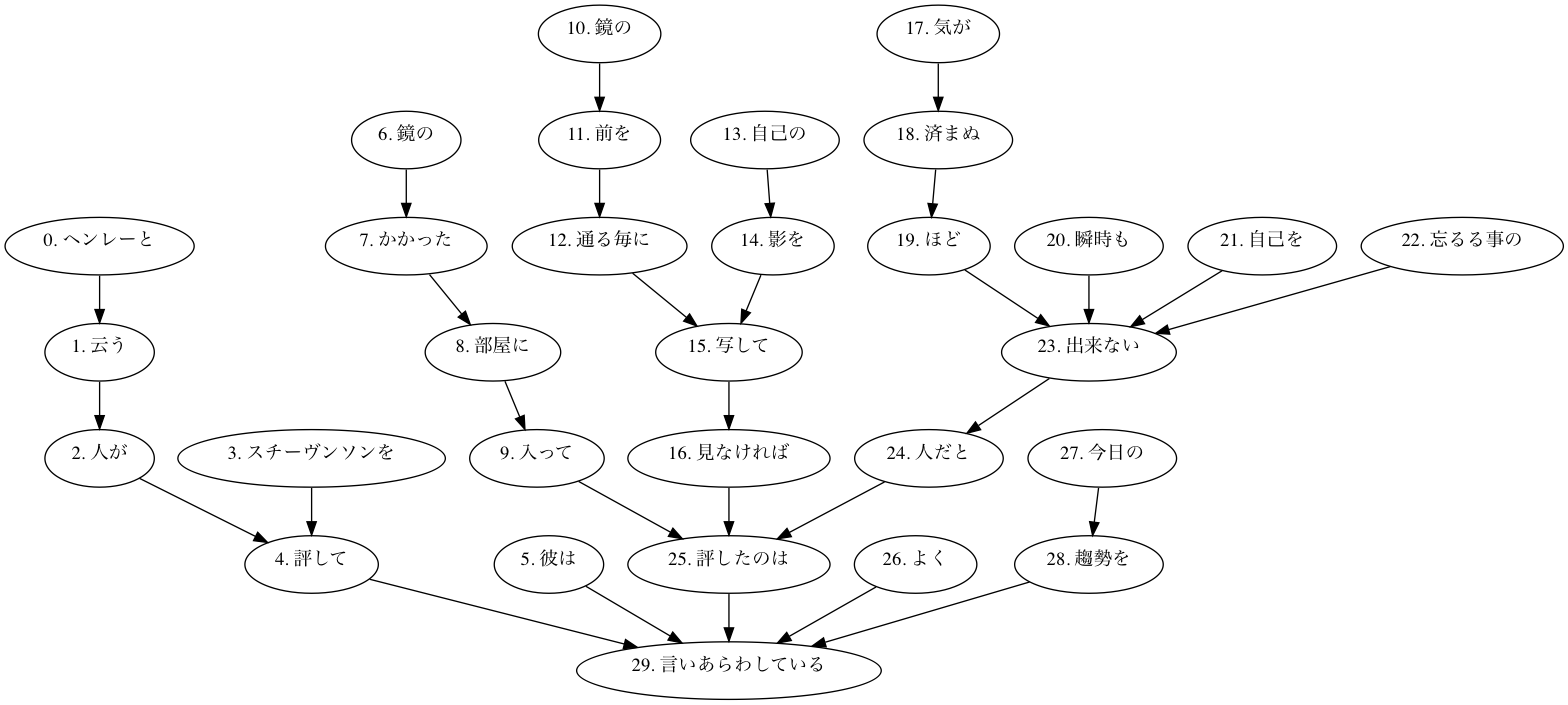 10. 鏡の
17. 気が
6. 鏡の
11. 前を
13. 自己の
18. 済まぬ
0. ヘンレーと
7. かかった
12. 通る毎に
14. 影を
19. ほど
20. 瞬時も
21. 自己を
22. 忘るる事の
1. 云う
8. 部屋に
15. 写して
23. 出来ない
2. 人が
3. スチーヴンソンを
9. 入って
16. 見なければ
24. 人だと
27. 今日の
4. 評して
5. 彼は
25. 評したのは
26. よく
28. 趨勢を
29. 言いあらわしている